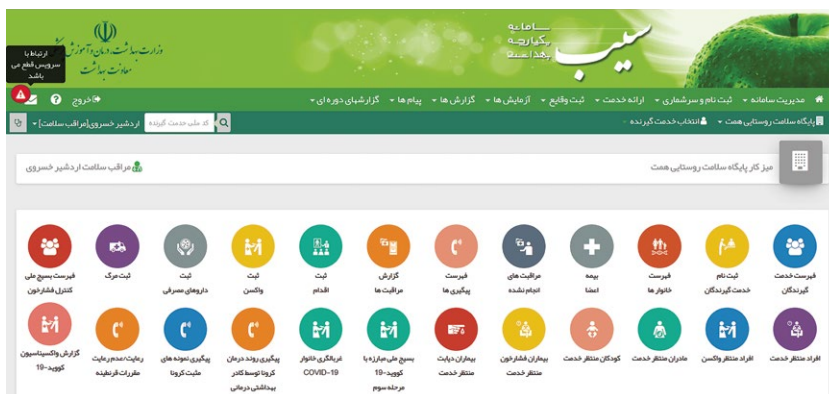 سامانه
یکپارچه
بهداشت
سیب
وزارت بهداشت، درمان و آموزش
معاونت بهداشت
ارتباط با
سرویس قطع می
باشد
مدیریت سامانه
ثبت نام و سرشماری
ارائه خدمت
ثبت وقایع
آزمایش ها
گزارش ها
پیام ها
گزارشهای دوره ای
خروج
پایگاه سلامت روستایی همت
انتخاب خدمت گیرنده
کد ملی خدمت گیرنده
اردشیر خسروی[مراقب سلامت]
میز کار پایگاه سلامت روستایی همت
مراقب سلامت اردشیر خسروی
فهرست خدمت
گیرندگان
ثبت نام
خدمت گیرندگان
فهرست
خانوار ها
بیمه
اعضا
مراقبت های
انجام نشده
فهرست
پیگیری ها
گزارش
مراقبت ها
ثبت
اقدام
ثبت
واکسن
ثبت
داروهای مصرفی
ثبت مرگ
فهرست بسیج ملی
کنترل فشارخون
افراد منتظر خدمت
افراد منتظر واکسن
مادران منتظر خدمت
کودکان منتظر خدمت
بیماران فشارخون
منتظر خدمت
بیماران دیابت
منتظر خدمت
بسیج ملی مبارزه با
کووید-19
مرحله سوم
غربالگری خانوار
COVID-19
پیگیری روند درمان
کرونا توسط کادر
بهداشتی درمانی
پیگیری نمونه های
مثبت کرونا
رعایت/عدم رعایت
مقررات قرنطینه
گزارش واکسیناسیون
کووید-19